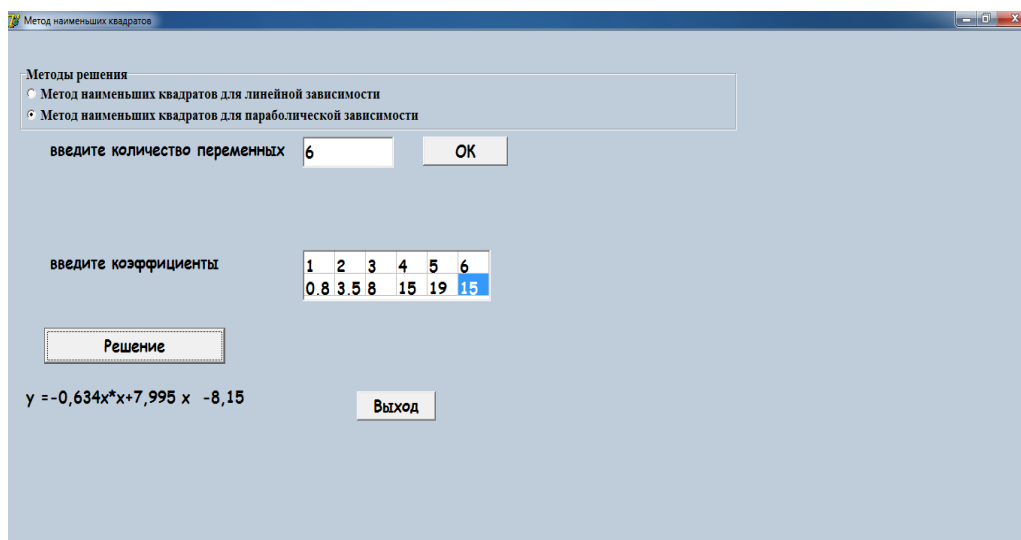 Метод наименьших квадратов
Методы решения
Метод наименьших квадратов для линейной зависимости
Метод наименьших квадратов для параболической зависимости
введите количество переменных 6 OK
введите коэффициенты
1 2 3 4 5 6
0.8 3.5 8 15 19 15
Решение
y =-0,634x*x+7,995 x -8,15
Выход